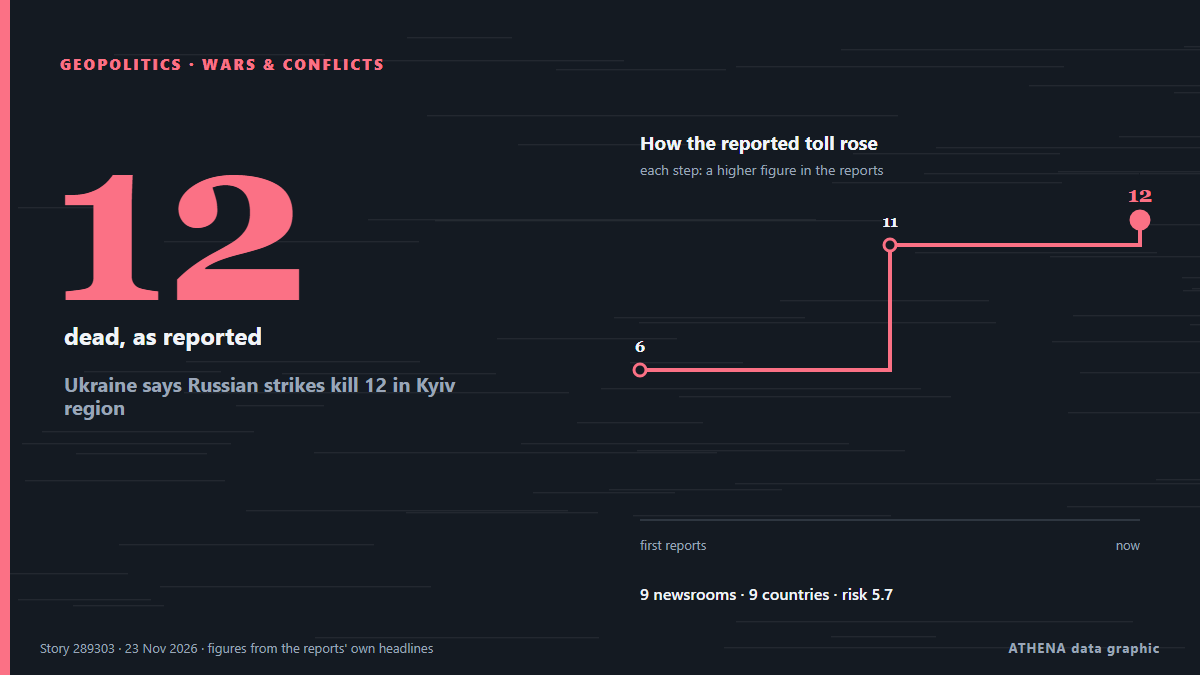 GEOPOLITICS · WARS & CONFLICTS
12
dead, as reported
Ukraine says Russian strikes kill 12 in Kyiv
region
How the reported toll rose
each step: a higher figure in the reports
6
11
12
first reports
now
9 newsrooms · 9 countries · risk 5.7
Story 289303 · 23 Nov 2026 · figures from the reports' own headlines
ATHENA data graphic